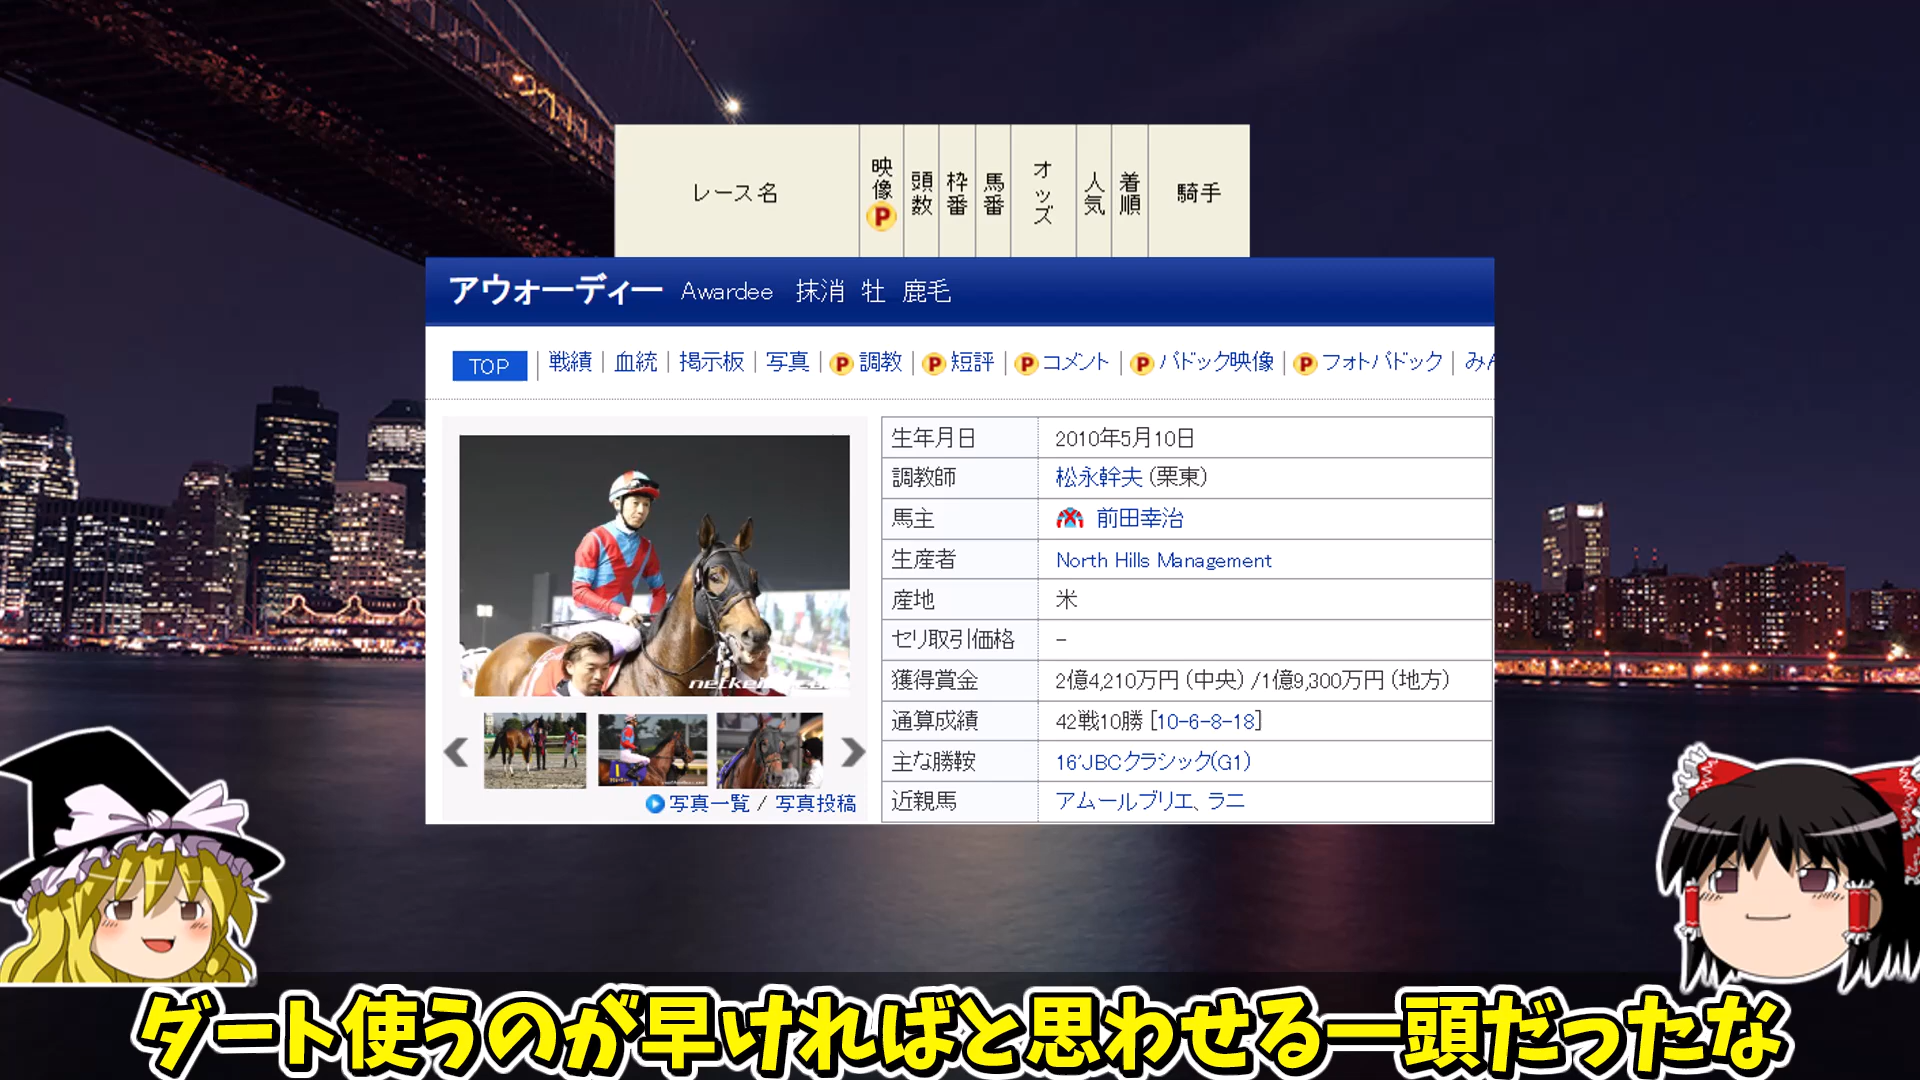 レース名 映像 P 頭数 枠番 馬番 オッズ 人気 着順 騎手
アウォーディー Awardee 抹消 牡 鹿毛
TOP 戦績 血統 掲示板 写真 P 調教 P 短評 P コメント P パドック映像 P フォトパドック
生年月日 2010年5月10日
調教師 松永幹夫 (栗東)
馬主 前田幸治
生産者 North Hills Management
産地 米
セリ取引価格 -
獲得賞金 2億4,210万円 (中央) /1億9,300万円 (地方)
通算成績 42戦10勝 [10-6-8-18]
主な勝鞍 16'JBCクラシック(G1)
近親馬 アムールブリエ、ラニ
写真一覧 / 写真投稿
ダート使うのが早ければと思わせる一頭だったな